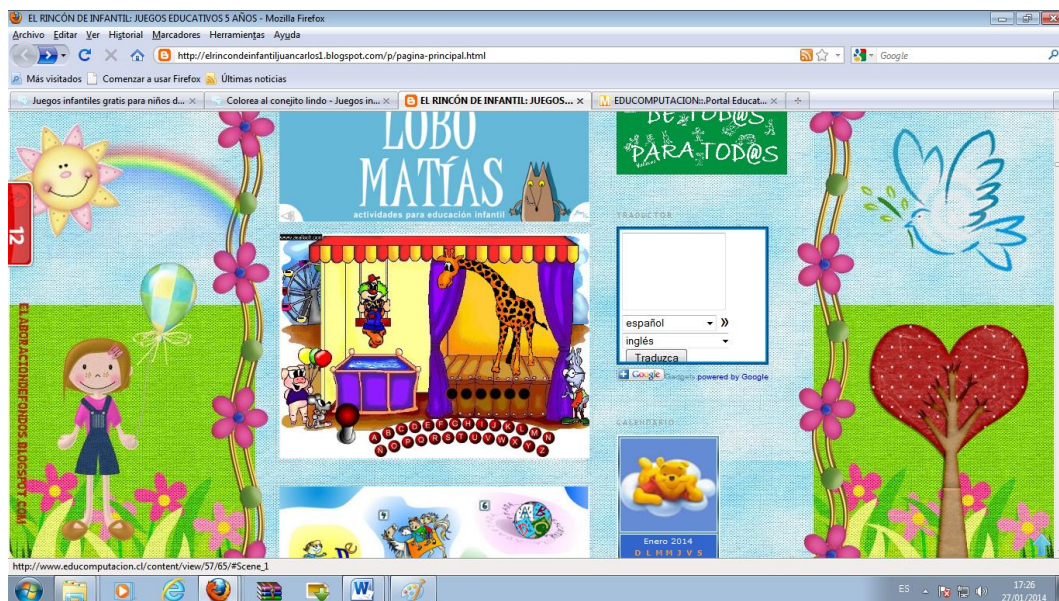 EL RINCÓN DE INFANTIL: JUEGOS EDUCATIVOS 5 AÑOS - Mozilla Firefox
Archivo Editar Ver Historial Marcadores Herramientas Ayuda
http://elrincondeinfantiljuancarlos1.blogspot.com/p/pagina-principal.html
Google
Más visitados Comenzar a usar Firefox Últimas noticias
Juegos infantiles gratis para niños d...
Colorea al conejito lindo - Juegos in...
EL RINCÓN DE INFANTIL: JUEGOS...
EDUCOMPUTACION::.Portal Educat...
12
ELABORACIONDEFONDOS.BLOGSPOT.COM
LOBO
MATÍAS
actividades para educación infantil
A B C D E F G H I J K L M N
Ñ O P Q R S T U V W X Y Z
DE TOD@S
PARA TOD@S
TRADUCTOR
español »
inglés
Traduzca
Google Gadgets powered by Google
CALENDARIO
Enero 2014
D L M M J V S
http://www.educomputacion.cl/content/view/57/65/#Scene_1
ES
17:26
27/01/2014